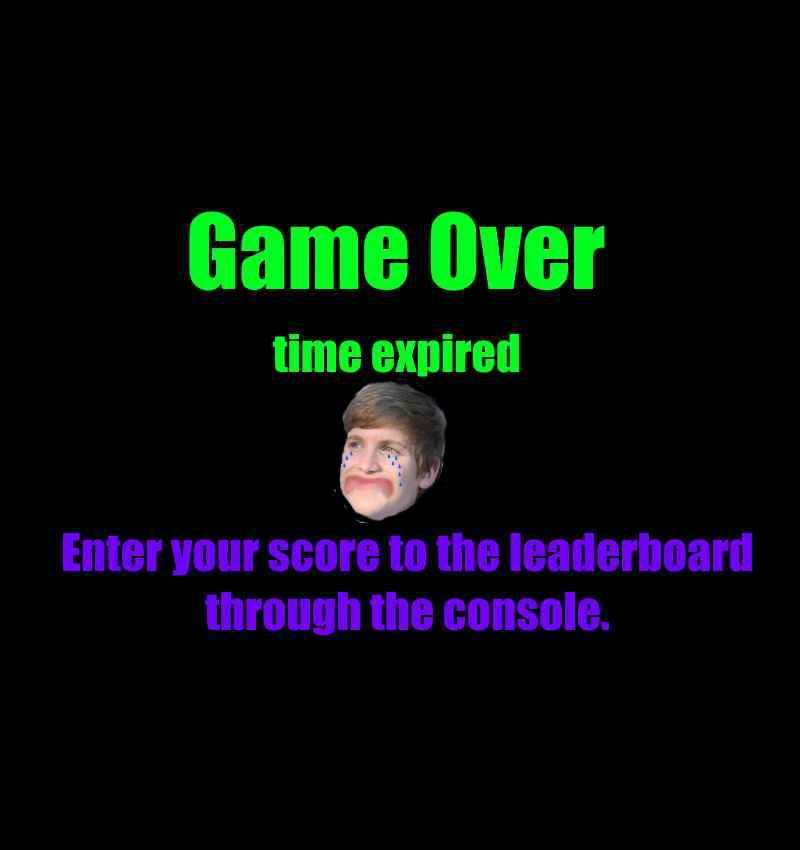 Game Over
time expired
Enter your score to the leaderboard
through the console.